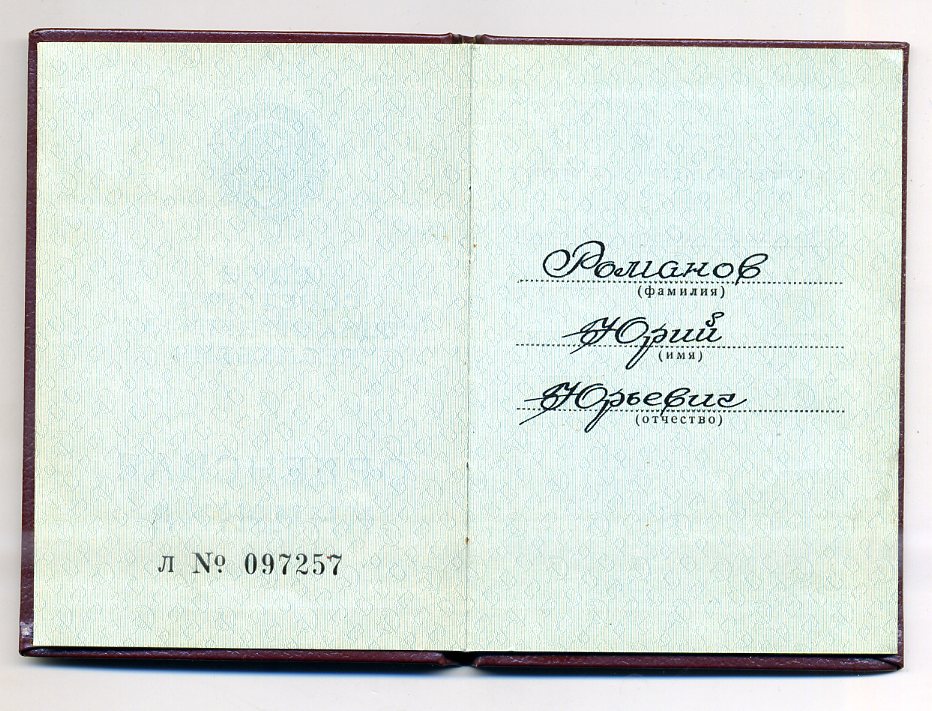 л № 097257
Романов
(фамилия)
Юрий
(имя)
Юрьевич
(отчество)